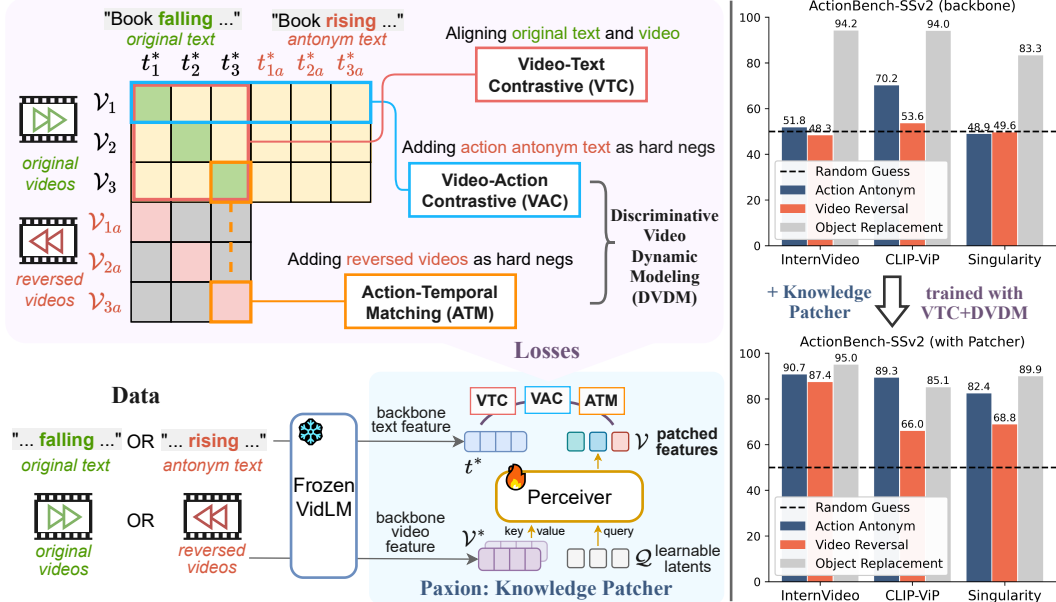 "Book falling ..."
original text
"Book rising ..."
antonym text
t*1 t*2 t*3 t*1a t*2a t*3a
V1
V2
V3
V1a
V2a
V3a
original
videos
reversed
videos
Aligning original text and video
Video-Text
Contrastive (VTC)
Adding action antonym text as hard negs
Video-Action
Contrastive (VAC)
Discriminative
Video
Dynamic
Modeling
(DVDM)
Adding reversed videos as hard negs
Action-Temporal
Matching (ATM)
Losses
Data
"... falling ..." OR "... rising ..."
original text
antonym text
OR
original
videos
reversed
videos
Frozen
VidLM
backbone
text feature
backbone
video
feature
VTC
VAC
ATM
t*
V
patched
features
Perceiver
key
value
query
V*
Q
learnable
latents
Paxion: Knowledge Patcher
ActionBench-SSv2 (backbone)
100
80
60
40
20
0
51.8
48.3
94.2
70.2
53.6
94.0
48.9
49.6
83.3
Random Guess
Action Antonym
Video Reversal
Object Replacement
InternVideo
CLIP-ViP
Singularity
+ Knowledge
Patcher
trained with
VTC+DVDM
ActionBench-SSv2 (with Patcher)
100
80
60
40
20
0
90.7
87.4
95.0
89.3
66.0
85.1
82.4
68.8
89.9
Random Guess
Action Antonym
Video Reversal
Object Replacement
InternVideo
CLIP-ViP
Singularity